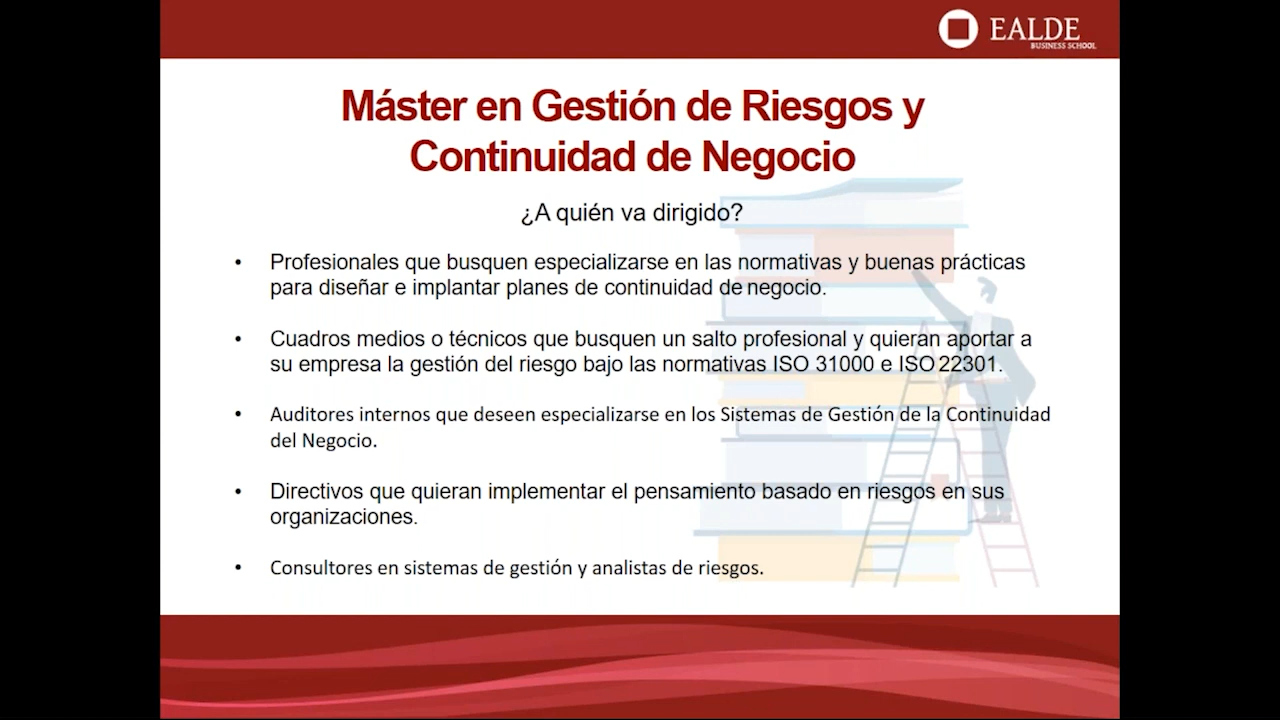 EALDE
BUSINESS SCHOOL
Máster en Gestión de Riesgos y
Continuidad de Negocio
¿A quién va dirigido?
• Profesionales que busquen especializarse en las normativas y buenas prácticas
para diseñar e implantar planes de continuidad de negocio.
• Cuadros medios o técnicos que busquen un salto profesional y quieran aportar a
su empresa la gestión del riesgo bajo las normativas ISO 31000 e ISO 22301.
• Auditores internos que deseen especializarse en los Sistemas de Gestión de la Continuidad
del Negocio.
• Directivos que quieran implementar el pensamiento basado en riesgos en sus
organizaciones.
• Consultores en sistemas de gestión y analistas de riesgos.